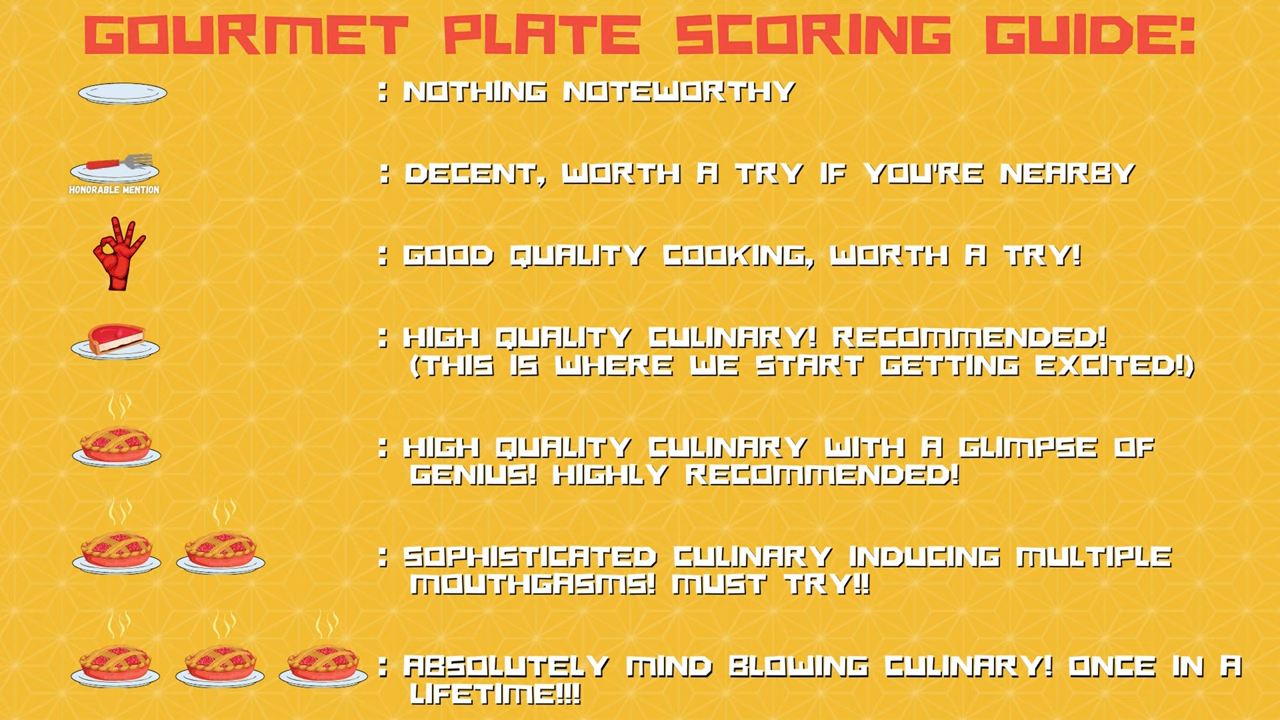 GOURMET PLATE SCORING GUIDE:
: NOTHING NOTEWORTHY
HONORABLE MENTION
: DECENT, WORTH A TRY IF YOU'RE NEARBY
: GOOD QUALITY COOKING, WORTH A TRY!
: HIGH QUALITY CULINARY! RECOMMENDED!
(THIS IS WHERE WE START GETTING EXCITED!)
: HIGH QUALITY CULINARY WITH A GLIMPSE OF
GENIUS! HIGHLY RECOMMENDED!
: SOPHISTICATED CULINARY INDUCING MULTIPLE
MOUTHGASMS! MUST TRY!!
: ABSOLUTELY MIND BLOWING CULINARY! ONCE IN A
LIFETIME!!!